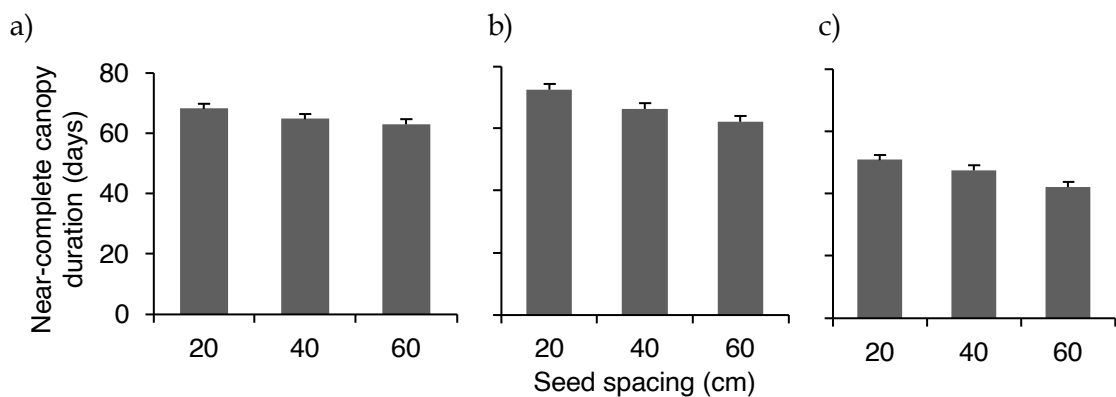 a)
b)
c)
Near-complete canopy
duration (days)
80
60
40
20
0
20 40 60
20 40 60
20 40 60
Seed spacing (cm)